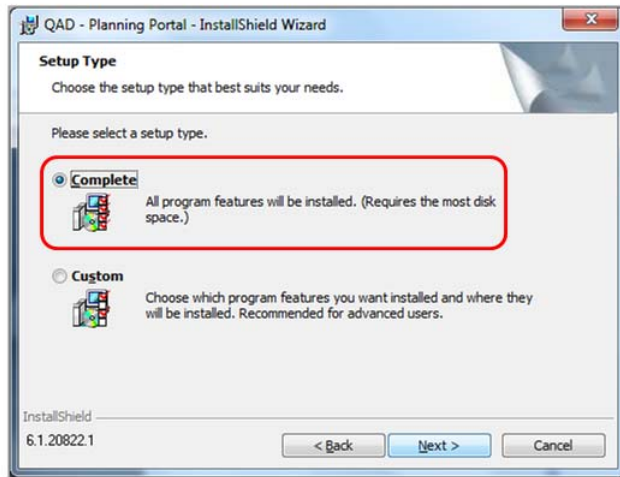 QAD - Planning Portal - InstallShield Wizard
Setup Type
Choose the setup type that best suits your needs.
Please select a setup type.
Complete
All program features will be installed. (Requires the most disk
space.)
Custom
Choose which program features you want installed and where they
will be installed. Recommended for advanced users.
InstallShield
6.1.20822.1
< Back
Next >
Cancel